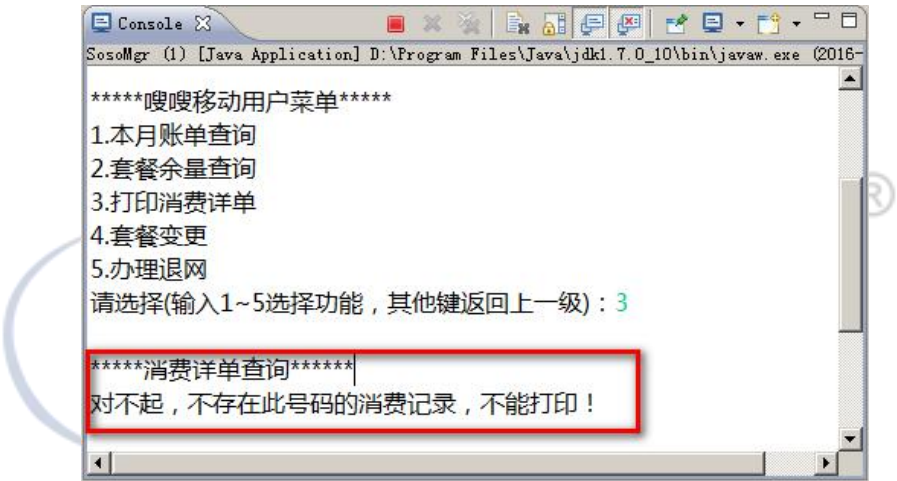 Console
SosoMgr (1) [Java Application] D:\Program Files\Java\jdk1.7.0_10\bin\javaw.exe (2016-
*****嗖嗖移动用户菜单*****
1.本月账单查询
2.套餐余量查询
3.打印消费详单
4.套餐变更
5.办理退网
请选择(输入1~5选择功能，其他键返回上一级)：3
*****消费详单查询******
对不起，不存在此号码的消费记录，不能打印！
®